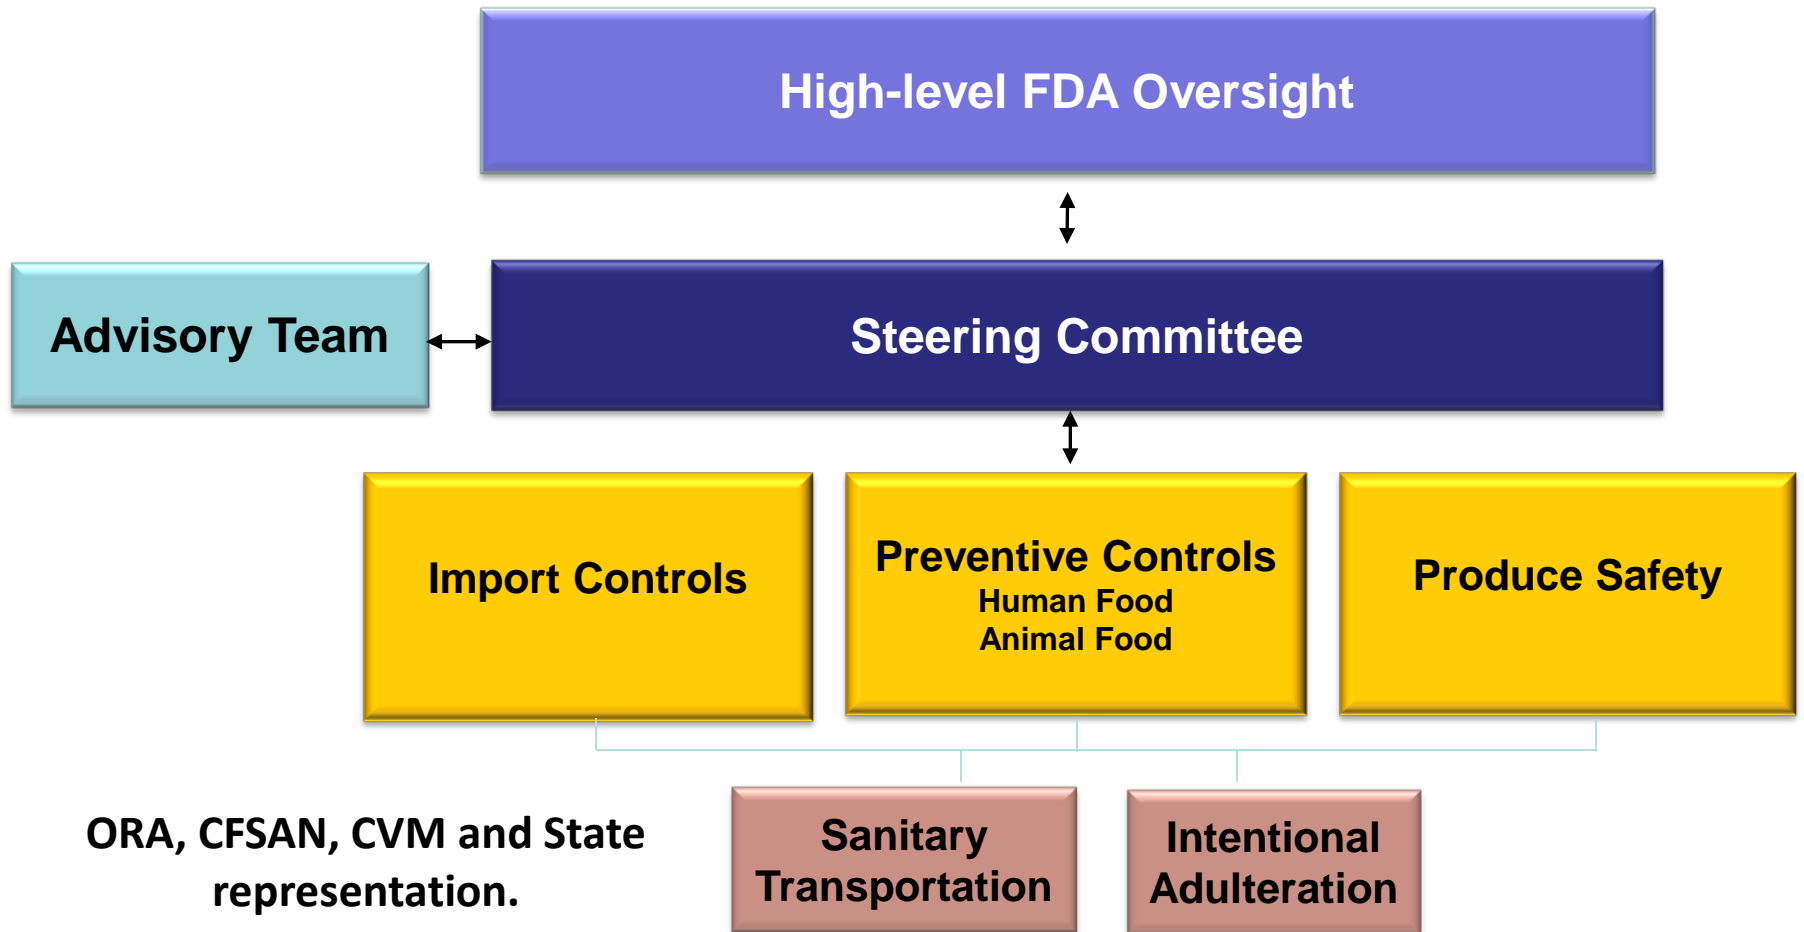 High-level FDA Oversight
Advisory Team
Steering Committee
Import Controls
Preventive Controls
Human Food
Animal Food
Produce Safety
ORA, CFSAN, CVM and State
representation.
Sanitary
Transportation
Intentional
Adulteration